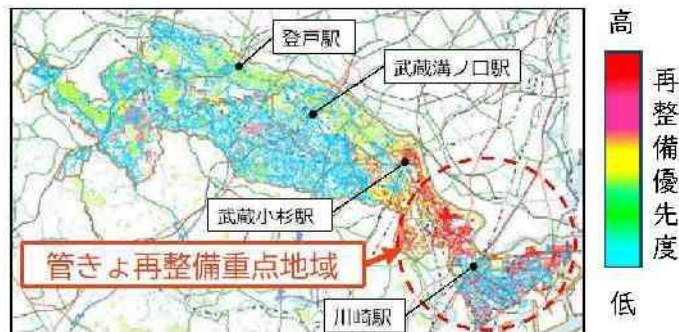 登戸駅
武蔵溝ノ口駅
武蔵小杉駅
管きょ再整備重点地域
川崎駅
高
再整備優先度
低